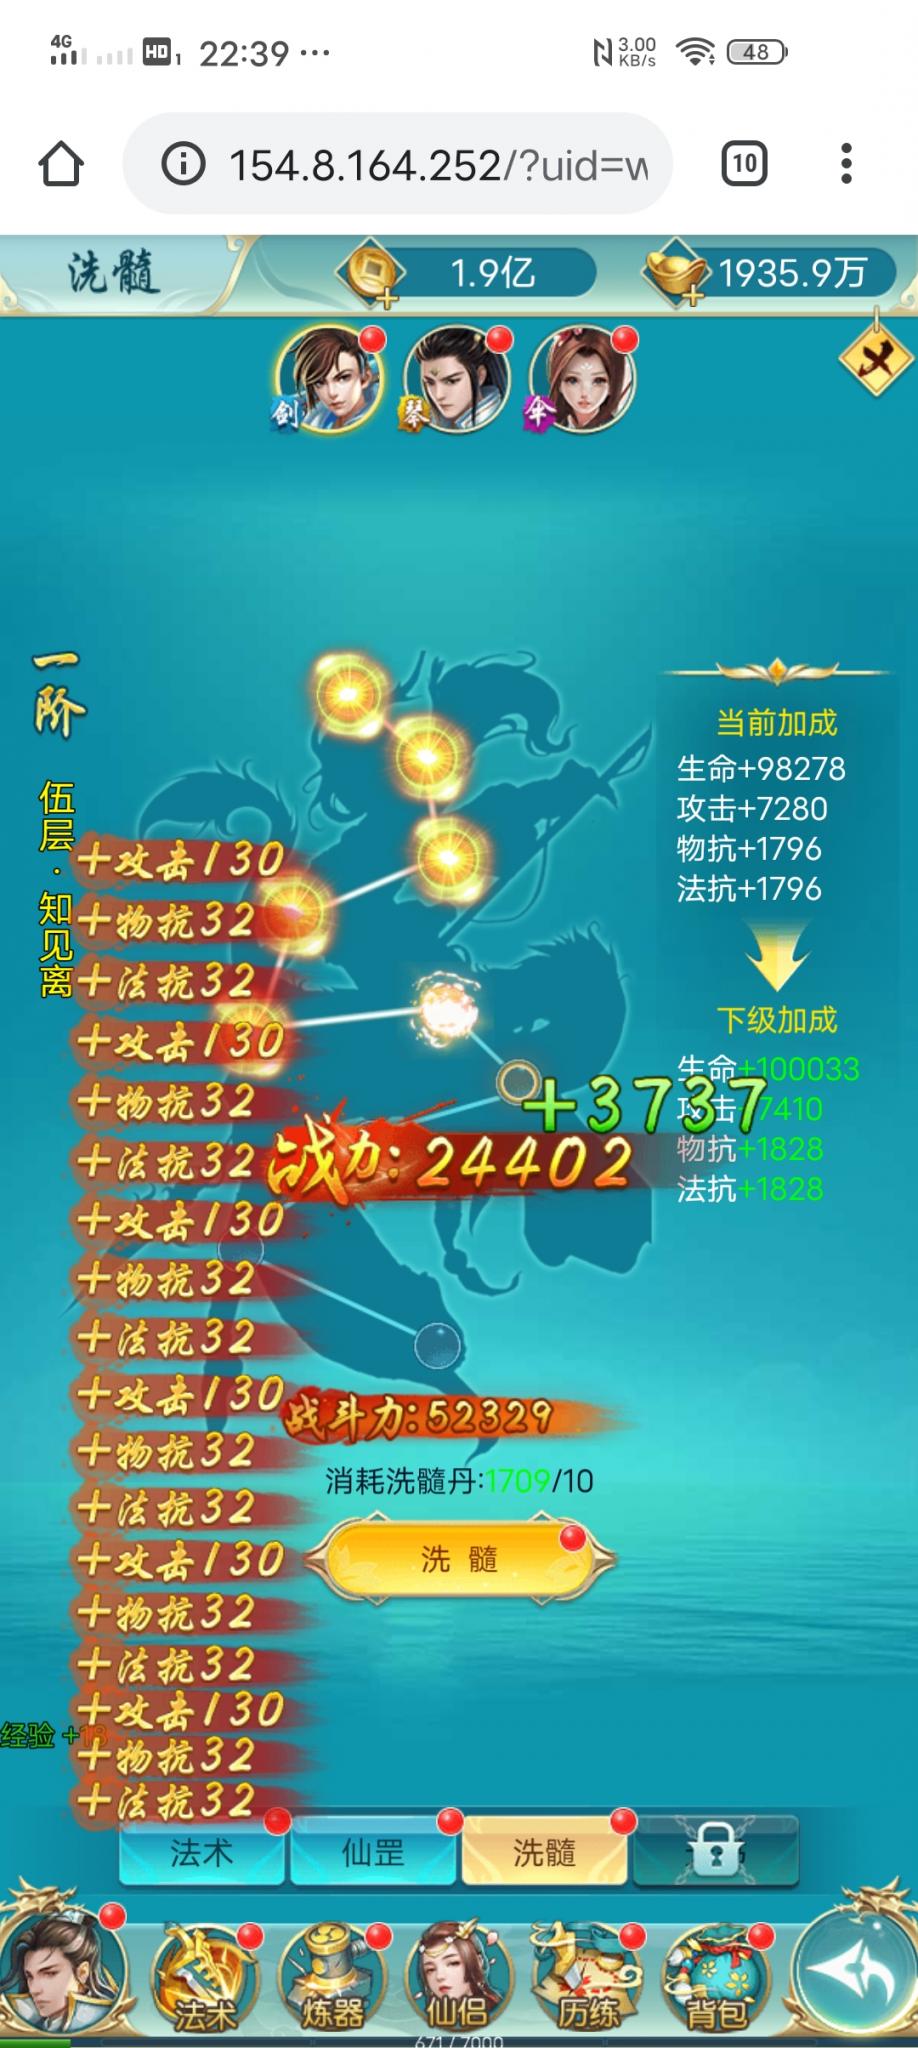 4G
HD 1 22:39 ···
3.00
KB/s
48
154.8.164.252/?uid=w
10
洗髓
1.9亿
1935.9万
剑
琴
伞
一阶
伍层·知见离
当前加成
生命+98278
攻击+7280
物抗+1796
法抗+1796
下级加成
生命+100033
攻击+7410
物抗+1828
法抗+1828
+3737
战力:24402
+攻击130
+物抗32
+法抗32
+攻击130
+物抗32
+法抗32
+攻击130
+物抗32
+法抗32
+攻击130
+物抗32
+法抗32
+攻击130
+物抗32
+法抗32
+攻击130
+物抗32
+法抗32
战斗力:52329
消耗洗髓丹:1709/10
洗 髓
经验 +18
法术
仙罡
洗髓
法术
炼器
仙侣
历练
背包
671/7000